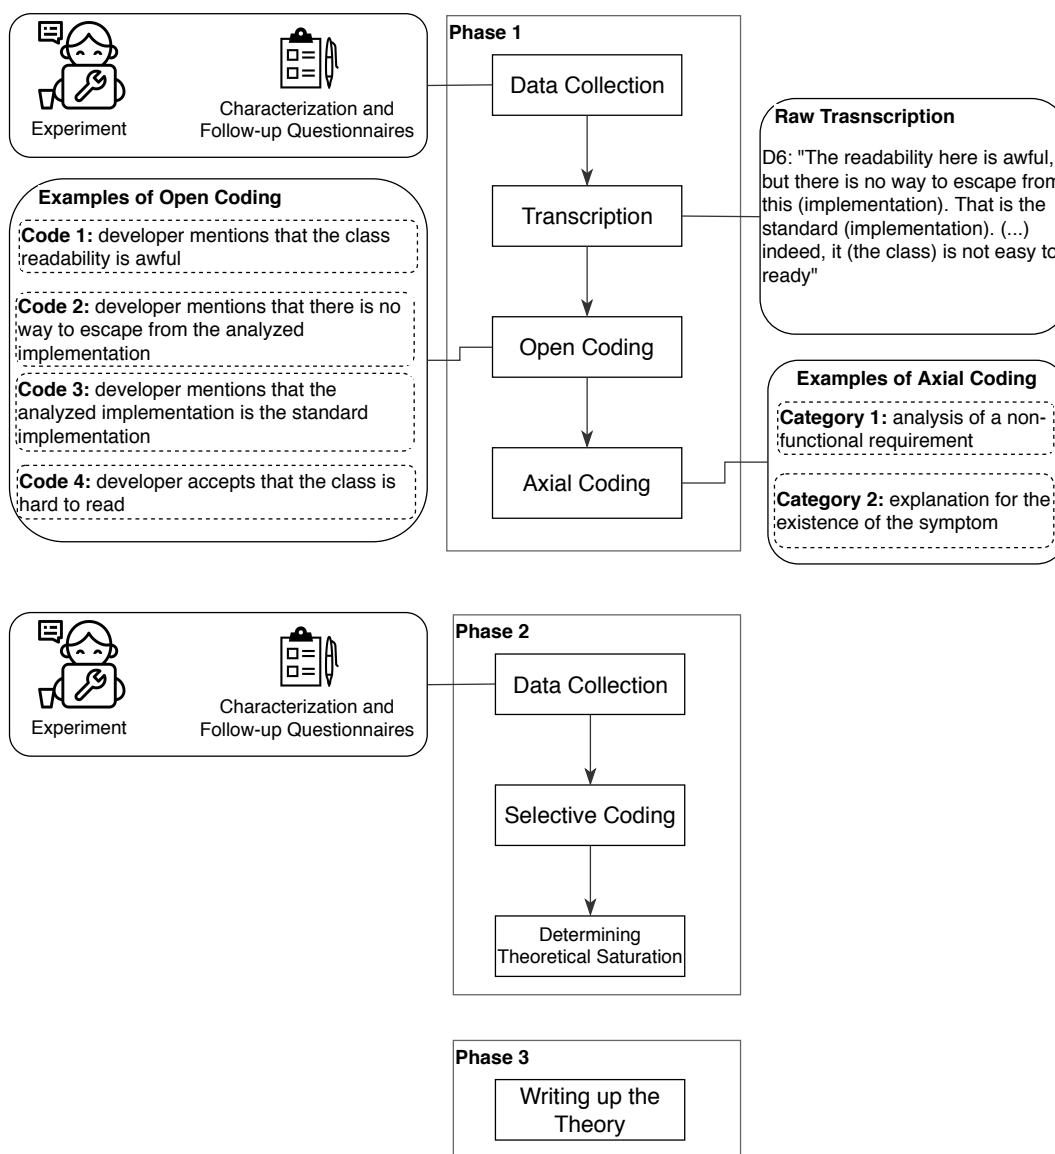 Experiment
Characterization and
Follow-up Questionnaires
Phase 1
Data Collection
Transcription
Open Coding
Axial Coding
Raw Trasnscription
D6: "The readability here is awful,
but there is no way to escape from
this (implementation). That is the
standard (implementation). (...)
indeed, it (the class) is not easy to
ready"
Examples of Open Coding
Code 1: developer mentions that the class
readability is awful
Code 2: developer mentions that there is no
way to escape from the analyzed
implementation
Code 3: developer mentions that the
analyzed implementation is the standard
implementation
Code 4: developer accepts that the class is
hard to read
Examples of Axial Coding
Category 1: analysis of a non-
functional requirement
Category 2: explanation for the
existence of the symptom
Experiment
Characterization and
Follow-up Questionnaires
Phase 2
Data Collection
Selective Coding
Determining
Theoretical Saturation
Phase 3
Writing up the
Theory